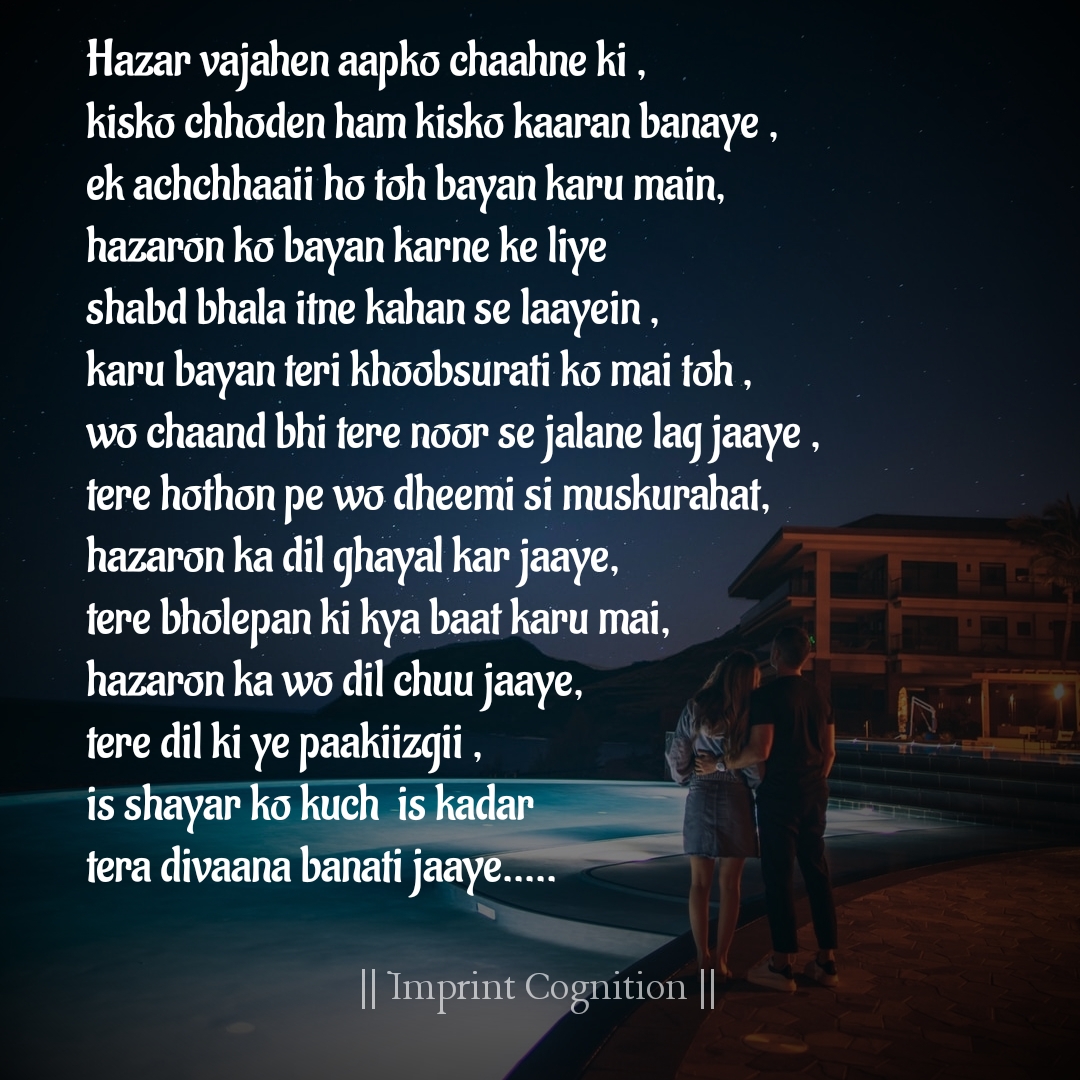 Hazar vajahen aapko chaahne ki ,
kisko chhoden ham kisko kaaran banaye ,
ek achchhaaii ho toh bayan karu main,
hazaron ko bayan karne ke liye
shabd bhala itne kahan se laayein ,
karu bayan teri khoobsurati ko mai toh ,
wo chaand bhi tere noor se jalane lag jaaye ,
tere hothon pe wo dheemi si muskurahat,
hazaron ka dil ghayal kar jaaye,
tere bholepan ki kya baat karu mai,
hazaron ka wo dil chuu jaaye,
tere dil ki ye paakiizgii ,
is shayar ko kuch  is kadar
tera divaana banati jaaye.....
|| Imprint Cognition ||